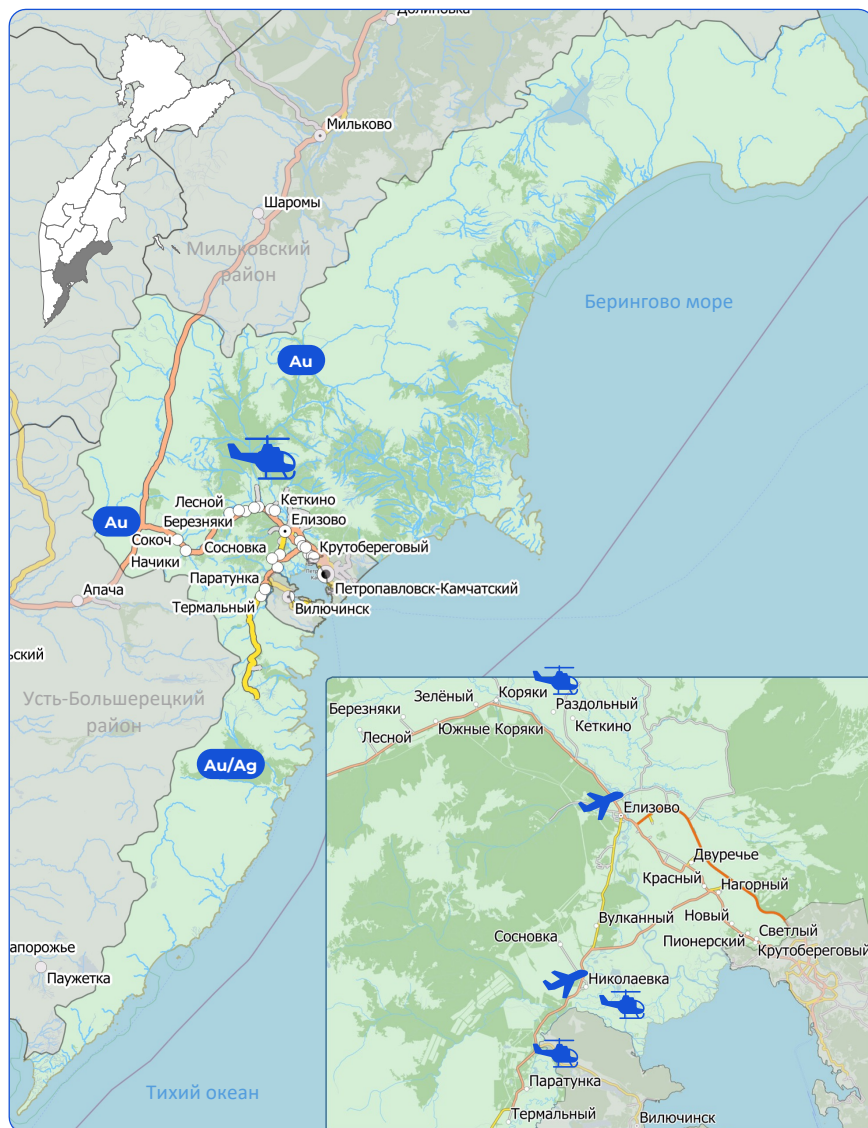 Долиновка
Мильково
Шаромы
Мильковский
район
Берингово море
Au
Лесной
Кеткино
Березняки
Елизово
Au
Сокоч
Сосновка
Крутобереговый
Начики
Паратунка
Петропавловск-Камчатский
Апача
Термальный
Вилючинск
ьский
Усть-Большерецкий
район
Au/Ag
апорожье
Паужетка
Тихий океан
Зелёный
Коряки
Березняки
Раздольный
Лесной
Южные Коряки
Кеткино
Елизово
Двуречье
Красный
Нагорный
Вулканный
Новый
Сосновка
Пионерский
Светлый
Крутобереговый
Николаевка
Паратунка
Термальный
Вилючинск